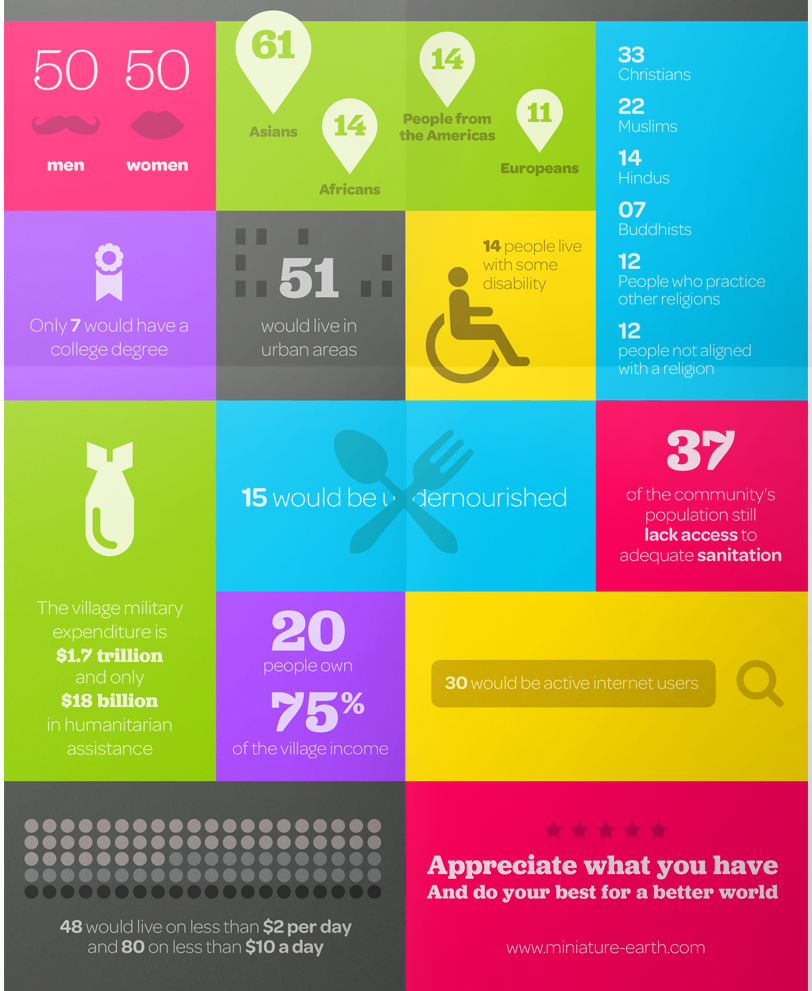 50 50
men women
61
Asians
14
Africans
14
People from
the Americas
11
Europeans
33
Christians
22
Muslims
14
Hindus
07
Buddhists
12
People who practice
other religions
12
people not aligned
with a religion
Only 7 would have a
college degree
51
would live in
urban areas
14 people live
with some
disability
The village military
expenditure is
$1.7 trillion
and only
$18 billion
in humanitarian
assistance
15 would be undernourished
37
of the community's
population still
lack access to
adequate sanitation
20
people own
75%
of the village income
30 would be active internet users
48 would live on less than $2 per day
and 80 on less than $10 a day
Appreciate what you have
And do your best for a better world
www.miniature-earth.com